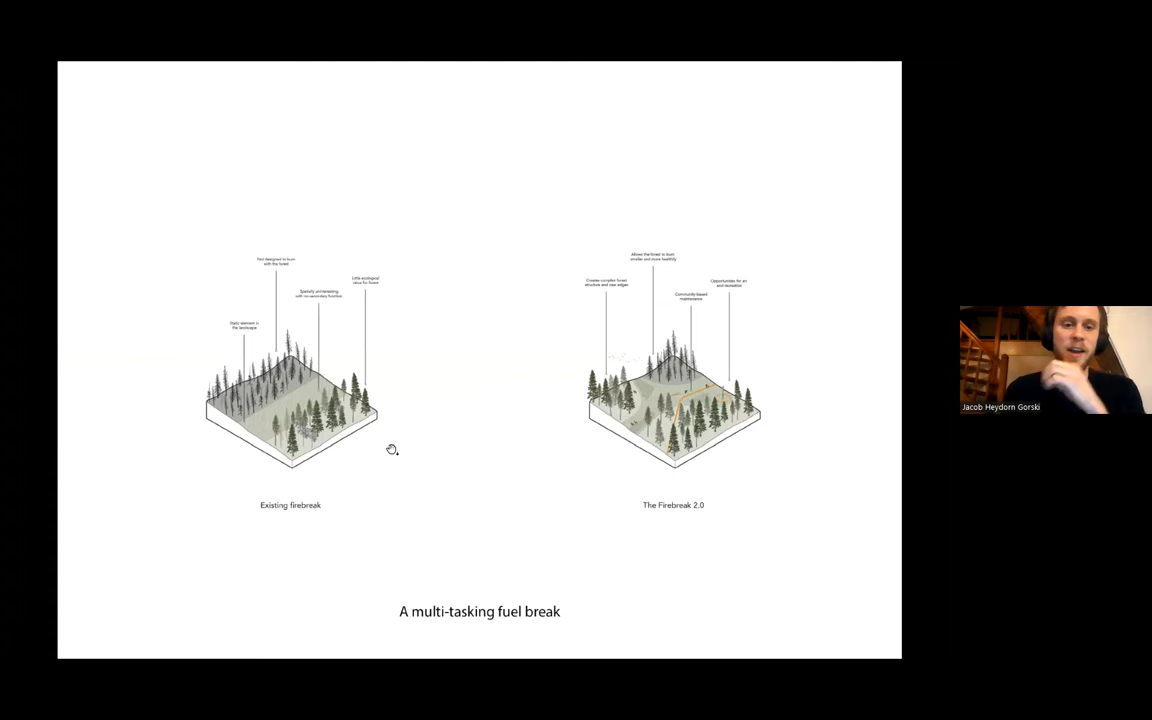 Not designed to burn
with the forest
Little ecological
value for forest
Spatially uninteresting
with no secondary function
Static element in
the landscape
Allows the forest to burn
smaller and more healthily
Creates complex forest
structure and new edges
Opportunities for art
and recreation
Community-based
maintenance
Existing firebreak
The Firebreak 2.0
A multi-tasking fuel break
Jacob Heydorn Gorski